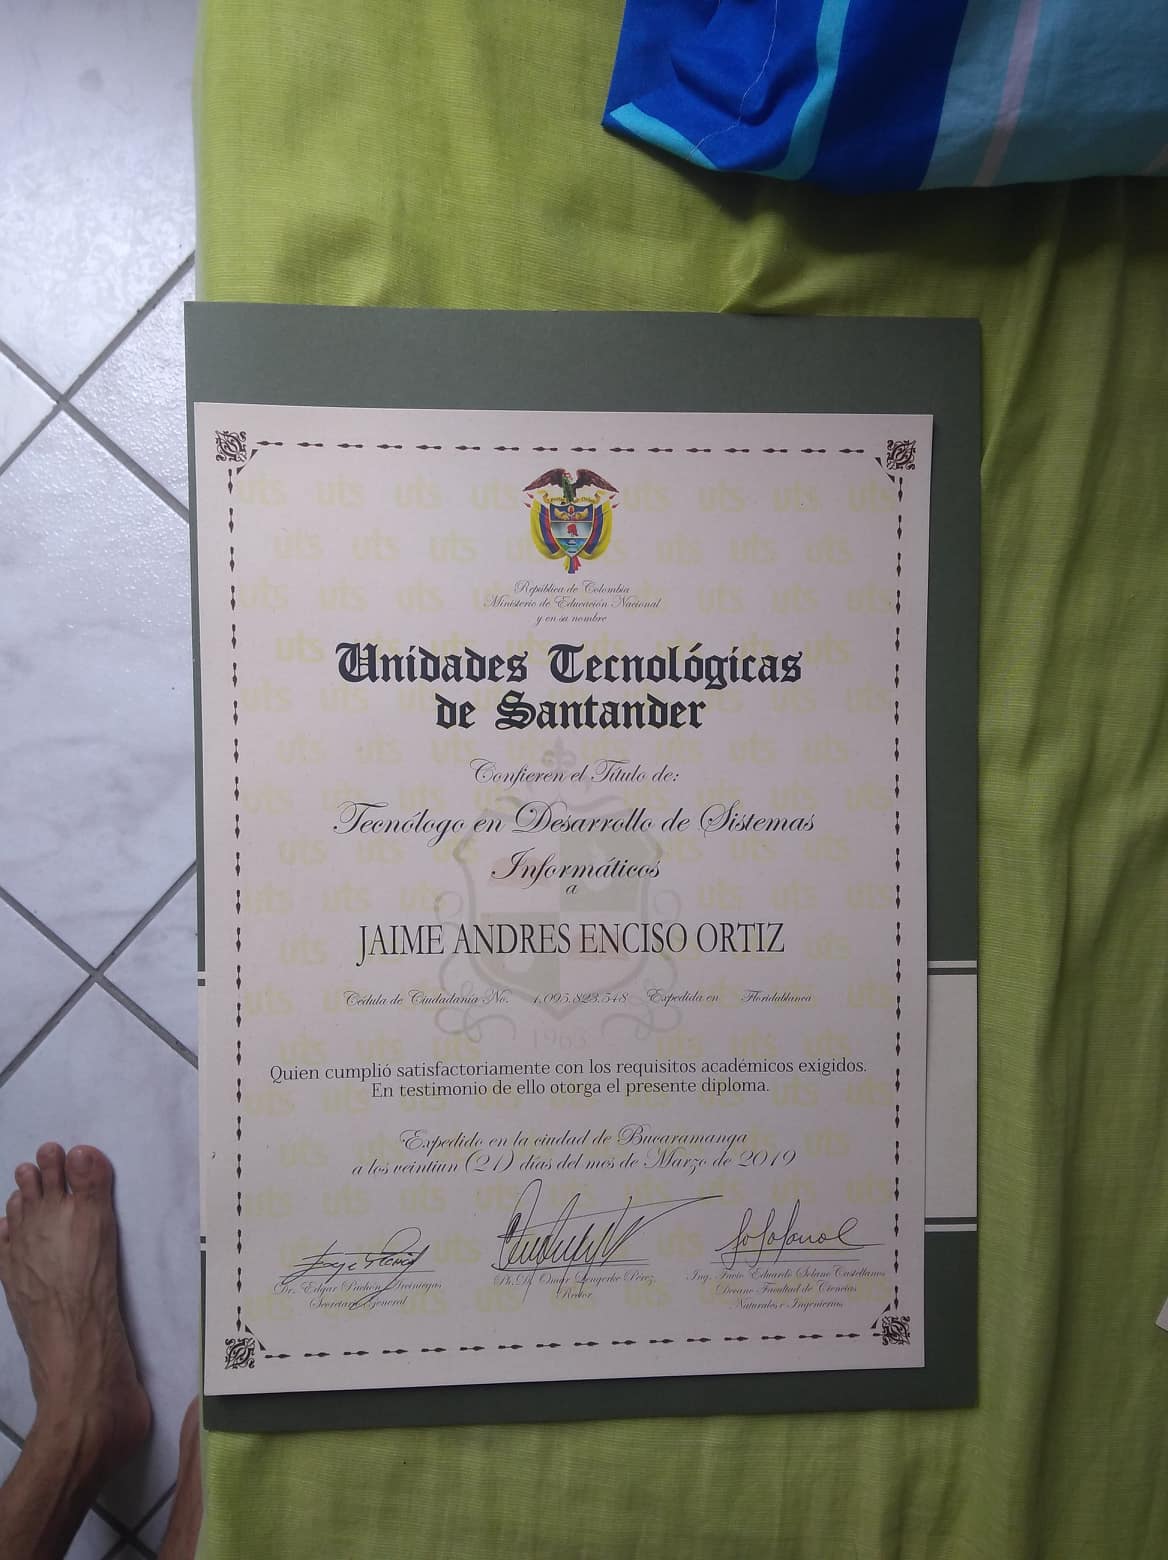 República de Colombia
Ministerio de Educación Nacional
y en su nombre
Unidades Tecnológicas
de Santander
Confieren el Título de:
Tecnólogo en Desarrollo de Sistemas
Informáticos
a
JAIME ANDRES ENCISO ORTIZ
Cédula de Ciudadanía No. 1.095.823.548 Expedida en Floridablanca
1963
Quien cumplió satisfactoriamente con los requisitos académicos exigidos.
En testimonio de ello otorga el presente diploma.
Expedido en la ciudad de Bucaramanga
a los veintiun (21) días del mes de Marzo de 2019
Dr. Edgar Pachón Arciniegas
Secretario General
Ph.D. Omar Lengerke Pérez
Rector
Ing. Eduardo Solano Castellanos
Decano Facultad de Ciencias
Naturales e Ingenierías
uts